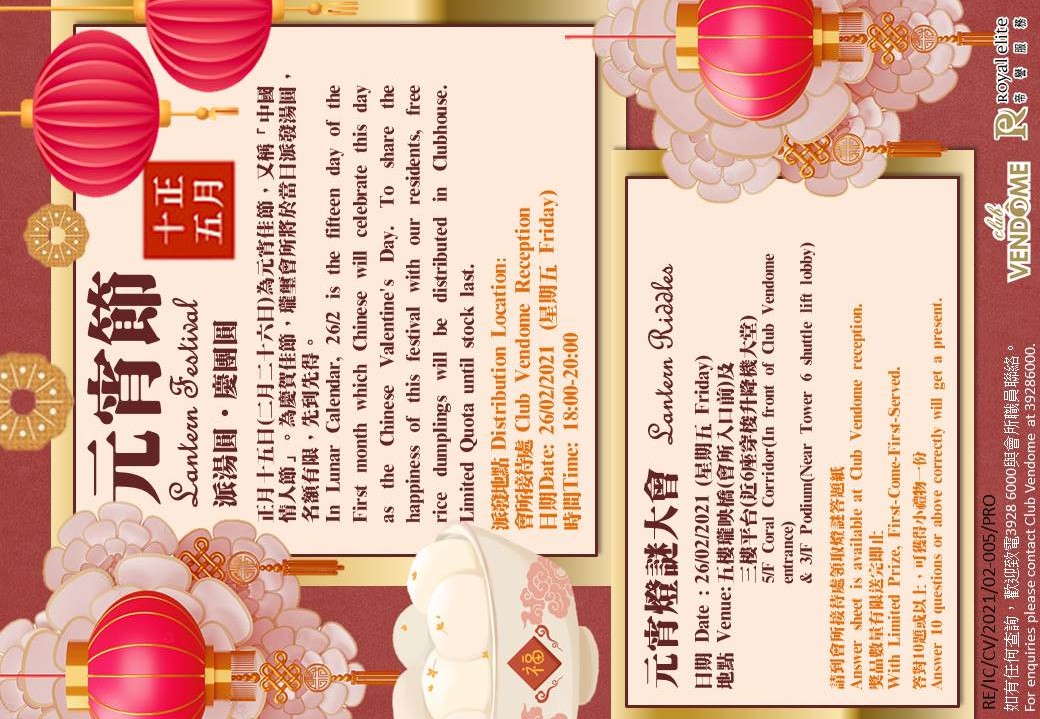 元宵節
Lantern Festival
十正
五月
派湯圓・慶團圓
正月十五日(二月二十六日)為元宵佳節，又稱「中國
情人節」。為慶賀佳節，瓏璽會所將於當日派發湯圓，
名額有限，先到先得。
In Lunar Calendar, 26/2 is the fifteen day of the
First month which Chinese will celebrate this day
as the Chinese Valentine's Day. To share the
happiness of this festival with our residents, free
rice dumplings will be distributed in Clubhouse.
Limited Quota until stock last.
派發地點 Distribution Location:
會所接待處 Club Vendome Reception
日期Date: 26/02/2021 (星期五 Friday)
時間Time: 18:00-20:00
福
元宵燈謎大會 Lantern Riddles
日期 Date : 26/02/2021 (星期五 Friday)
地點 Venue: 五樓瓏映橋(會所入口前)及
三樓平台(近6座穿梭升降機大堂)
5/F Coral Corridor(In front of Club Vendome
entrance)
& 3/F Podium(Near Tower 6 shuttle lift lobby)
請到會所接待處領取燈謎答題紙
Answer sheet is available at Club Vendome reception.
獎品數量有限送完即止
With Limited Prize, First-Come-First-Served.
答對10題或以上，可獲得小禮物一份
Answer 10 questions or above correctly will get a present.
RE/IC/CV/2021/02-005/PRO
如有任何查詢，歡迎致電3928 6000與會所職員聯絡。
For enquiries please contact Club Vendome at 39286000.
club
VENDÔME
R Royal elite
帝譽服務